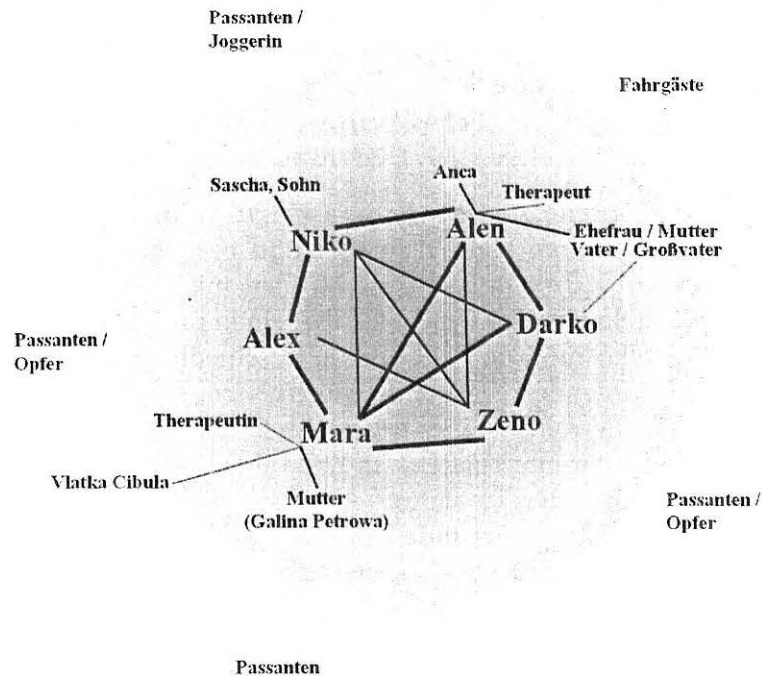 Passanten /
Joggerin
Fahrgäste
Anca
Sascha, Sohn
Therapeut
Niko
Alen
Ehefrau / Mutter
Vater / Großvater
Darko
Alex
Passanten /
Opfer
Therapeutin
Mara
Zeno
Vlatka Cibula
Mutter
(Galina Petrowa)
Passanten /
Opfer
Passanten